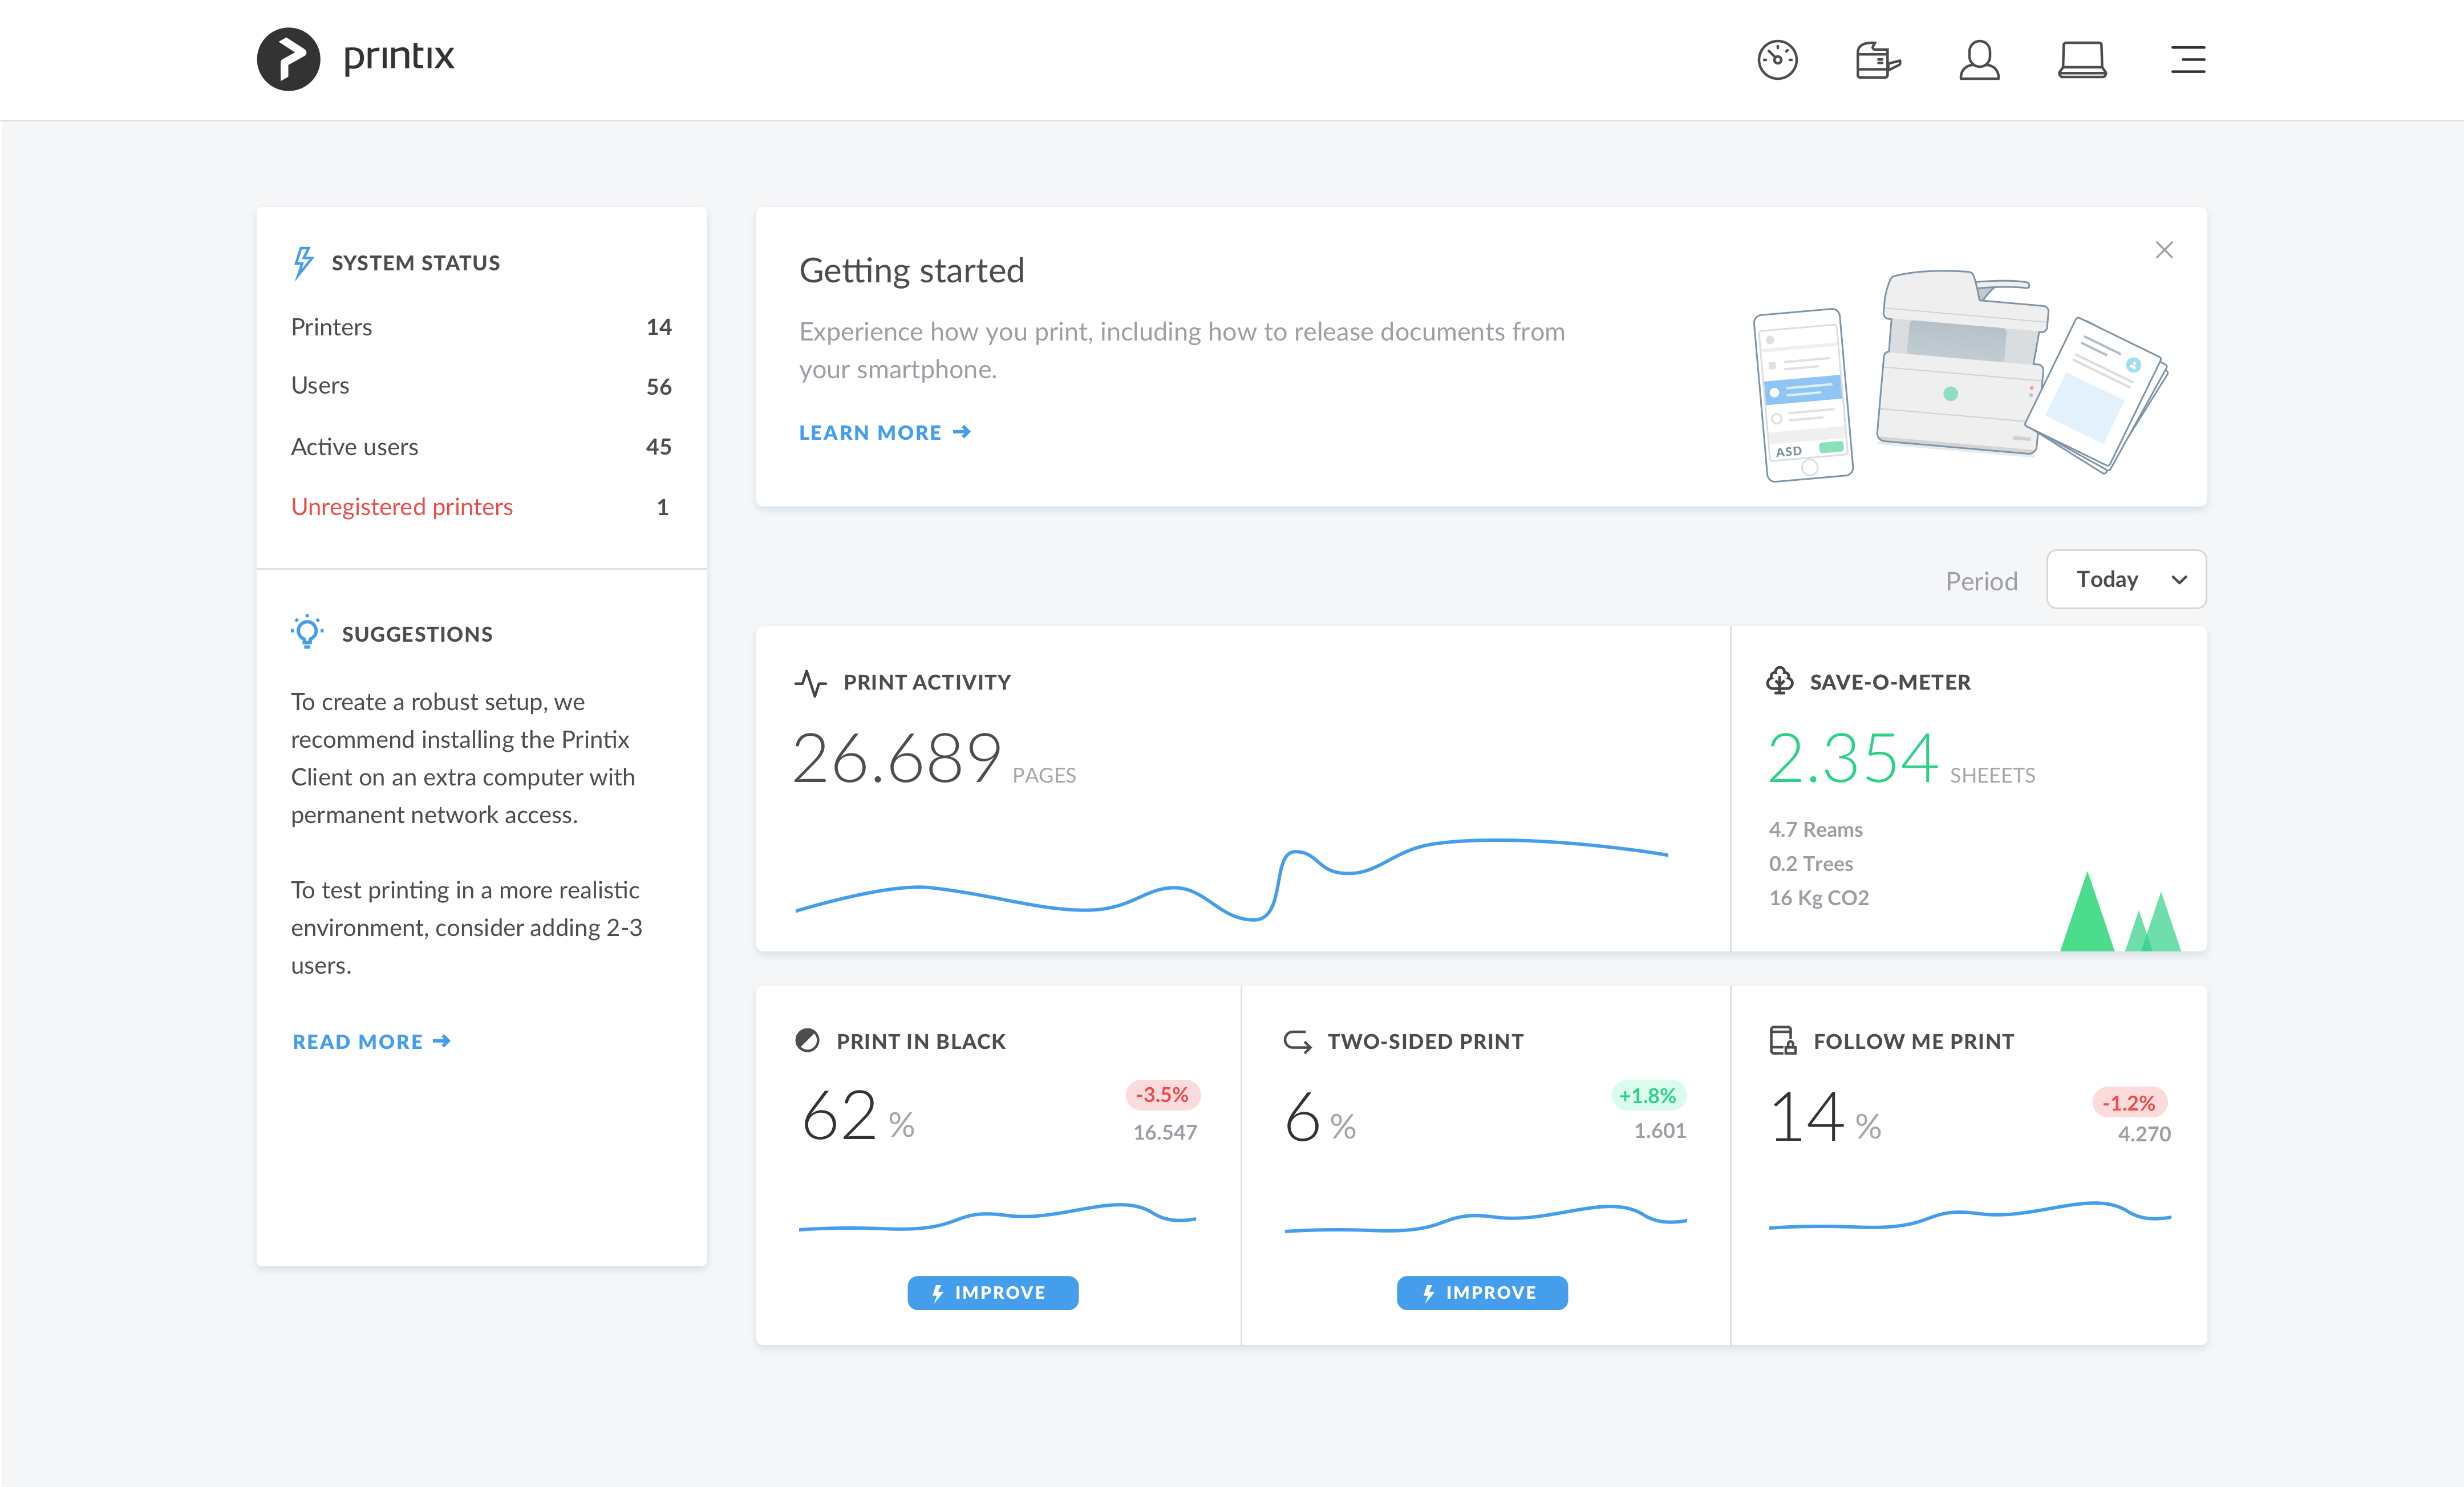 printix
SYSTEM STATUS
Printers 14
Users 56
Active users 45
Unregistered printers 1
SUGGESTIONS
To create a robust setup, we
recommend installing the Printix
Client on an extra computer with
permanent network access.
To test printing in a more realistic
environment, consider adding 2-3
users.
READ MORE
Getting started
Experience how you print, including how to release documents from
your smartphone.
LEARN MORE
ASD
Period Today
PRINT ACTIVITY
26.689 PAGES
SAVE-O-METER
2.354 SHEEETS
4.7 Reams
0.2 Trees
16 Kg CO2
PRINT IN BLACK
62 %
-3.5%
16.547
IMPROVE
TWO-SIDED PRINT
6 %
+1.8%
1.601
IMPROVE
FOLLOW ME PRINT
14 %
-1.2%
4.270